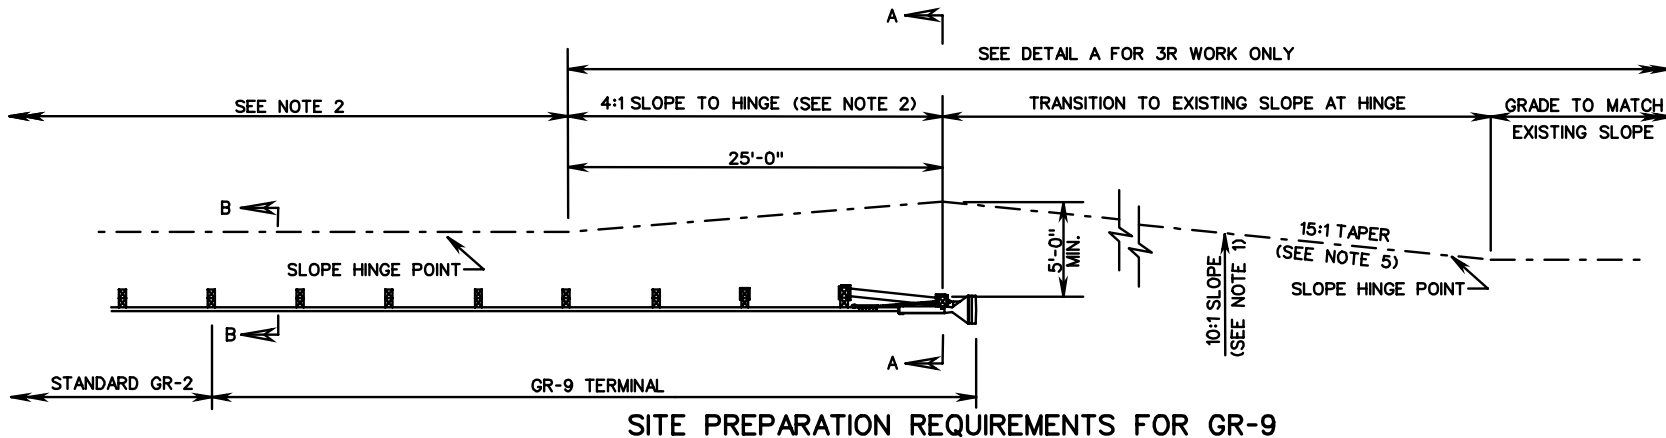 A
SEE DETAIL A FOR 3R WORK ONLY
SEE NOTE 2
4:1 SLOPE TO HINGE (SEE NOTE 2)
TRANSITION TO EXISTING SLOPE AT HINGE
GRADE TO MATCH
EXISTING SLOPE
25'-0"
B
SLOPE HINGE POINT
5'-0"
MIN.
10:1 SLOPE
(SEE NOTE 1)
15:1 TAPER
(SEE NOTE 5)
SLOPE HINGE POINT
B
A
STANDARD GR-2
GR-9 TERMINAL
SITE PREPARATION REQUIREMENTS FOR GR-9